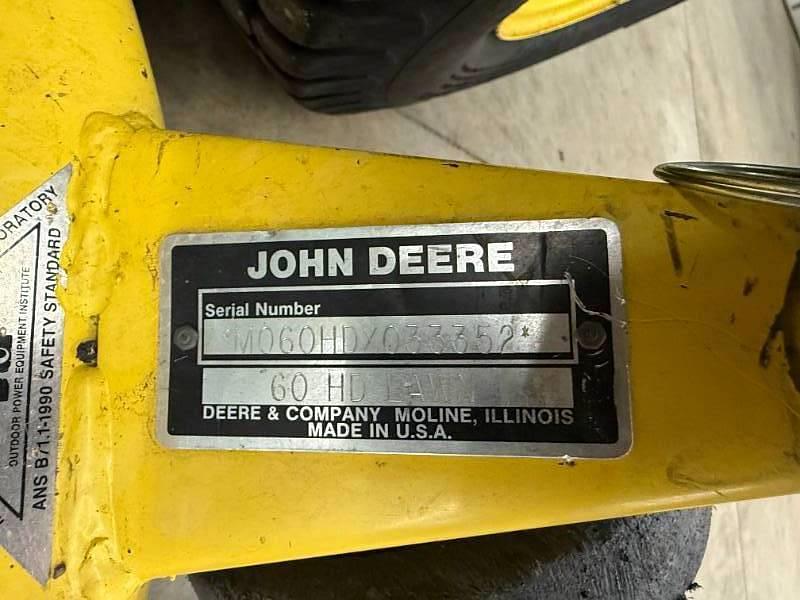 JOHN DEERE
Serial Number
*M060HDX033352*
60 HD LAWN
DEERE & COMPANY MOLINE, ILLINOIS
MADE IN U.S.A.
ORATORY
OUTDOOR POWER EQUIPMENT INSTITUTE
ANS B71.1-1990 SAFETY STANDARD